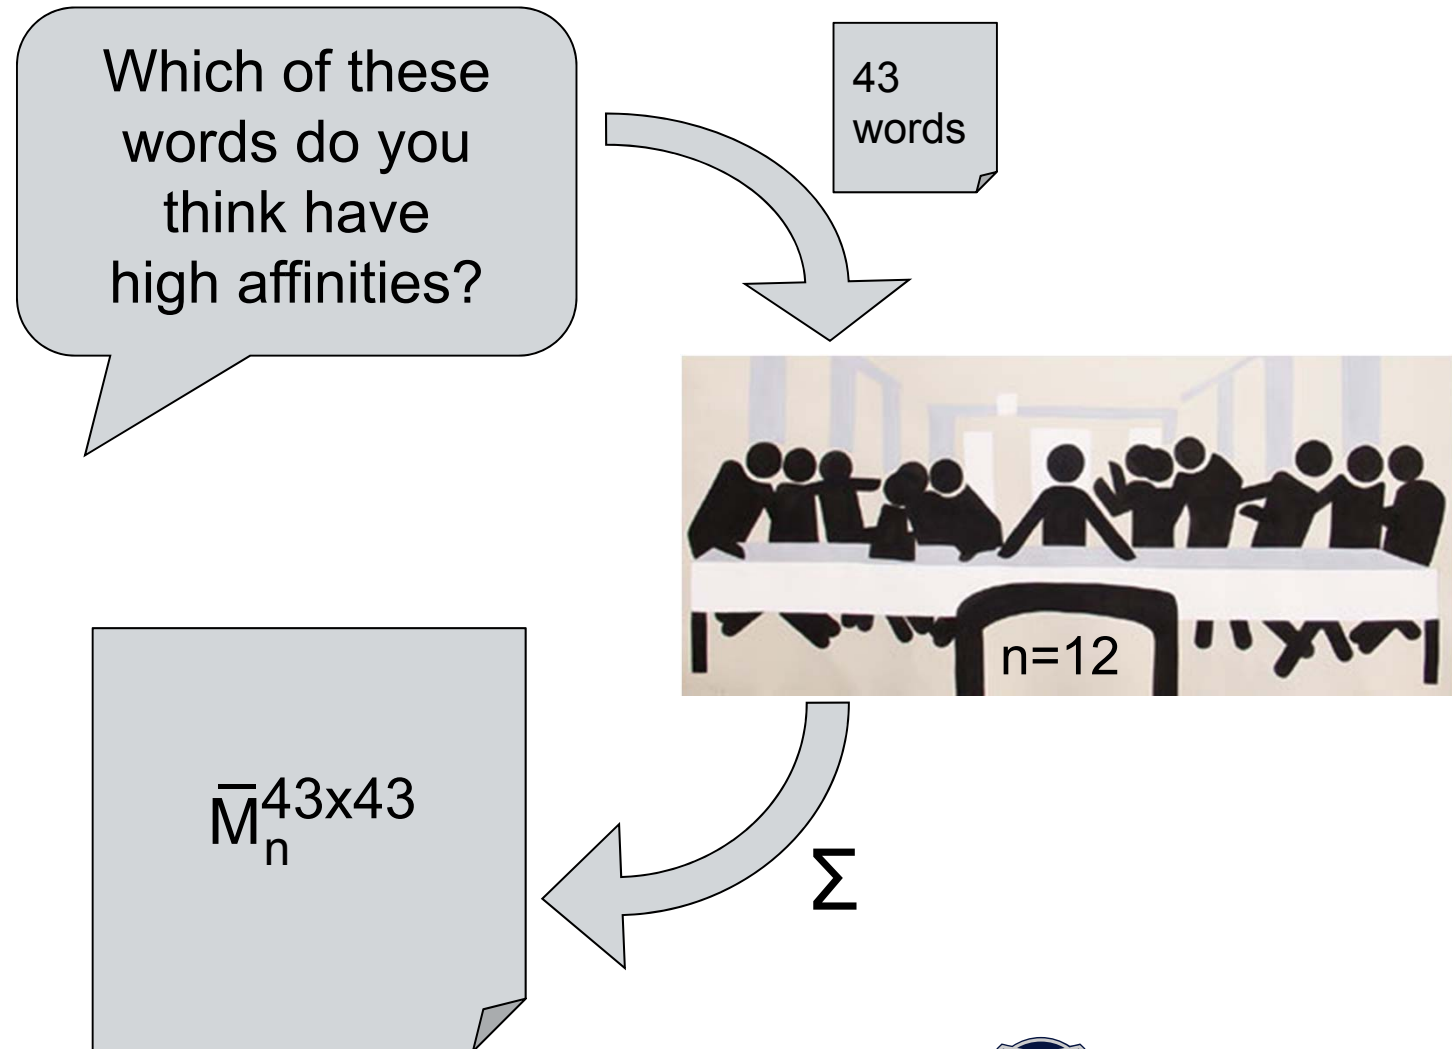 Which of these
words do you
think have
high affinities?
43
words
n=12
Σ
M̅ₙ⁴³ˣ⁴³